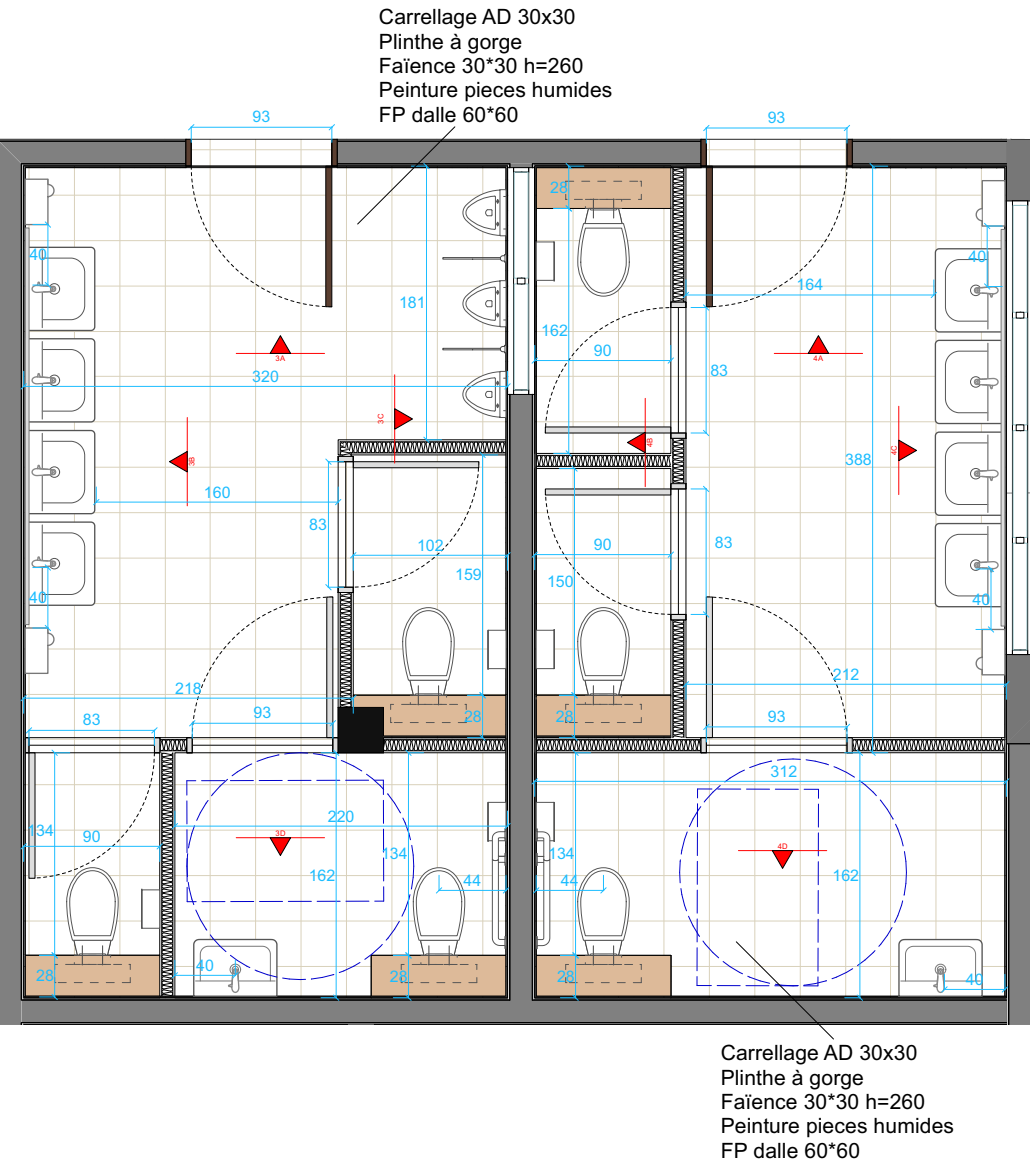 Carrellage AD 30x30
Plinthe à gorge
Faïence 30*30 h=260
Peinture pieces humides
FP dalle 60*60
93
93
28
40
40
164
181
162
90
83
3A
4A
320
3C
4B
3B
4C
388
160
83
102
90
83
159
150
40
40
218
212
83
93
28
28
93
312
134
90
220
3D
134
134
4D
162
44
44
162
28
40
28
28
40
Carrellage AD 30x30
Plinthe à gorge
Faïence 30*30 h=260
Peinture pieces humides
FP dalle 60*60